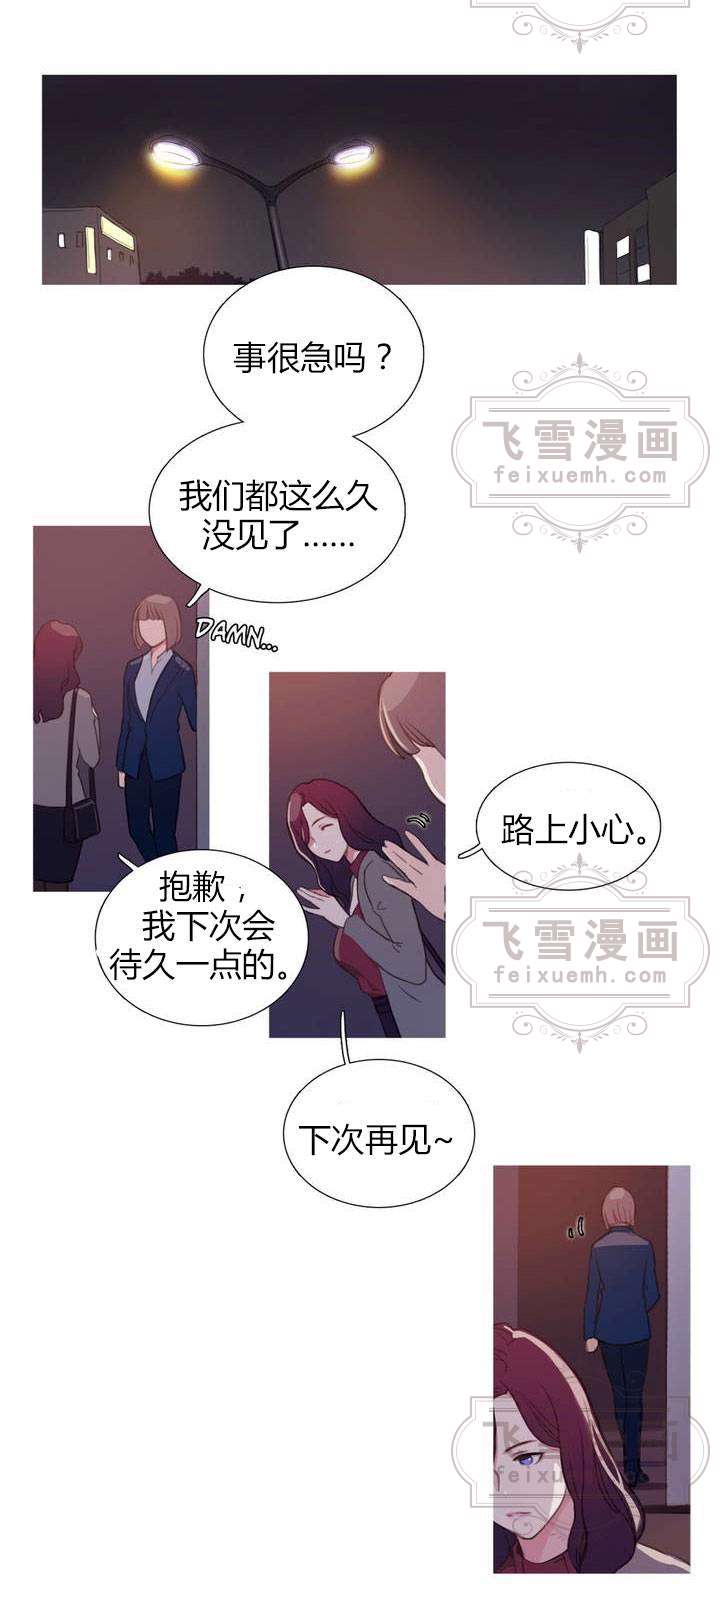 事很急吗？
飞雪漫画
feixuemh.com
我们都这么久
没见了......
DAMN...
路上小心。
抱歉，
我下次会
待久一点的。
飞雪漫画
feixuemh.com
下次再见~